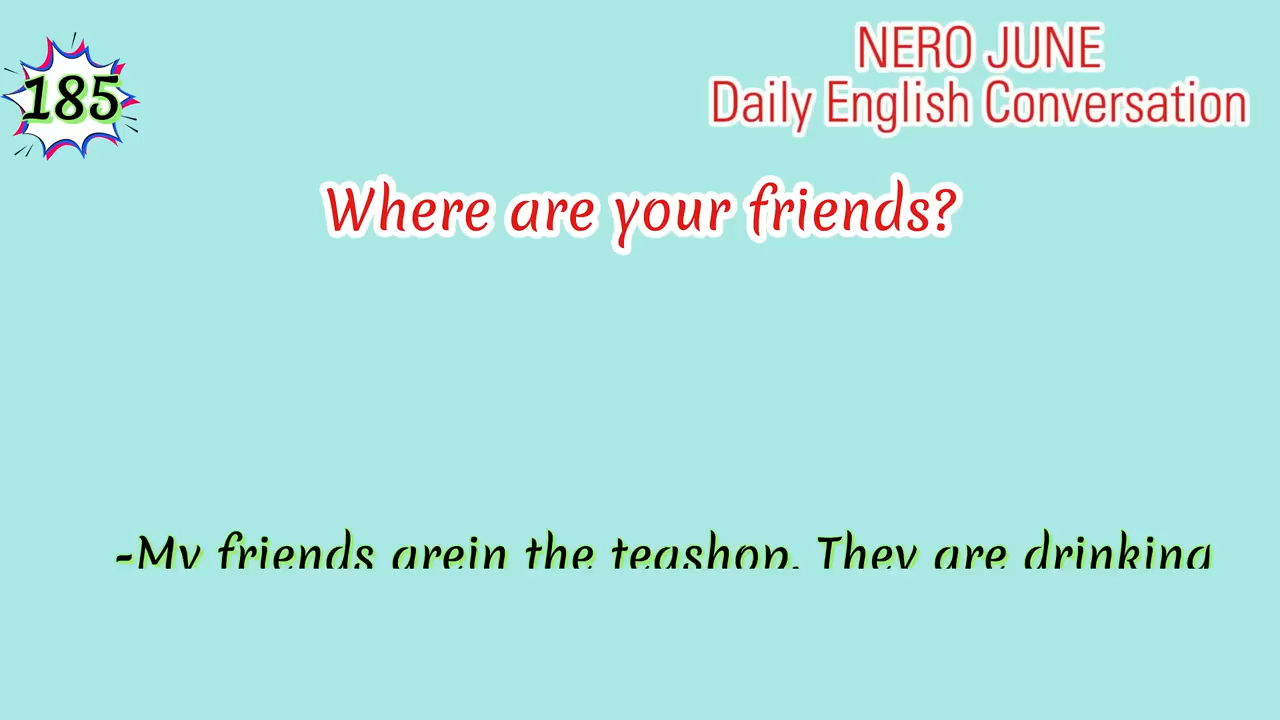 185
NERO JUNE
Daily English Conversation
Where are your friends?
-My friends arein the teashop. They are drinking